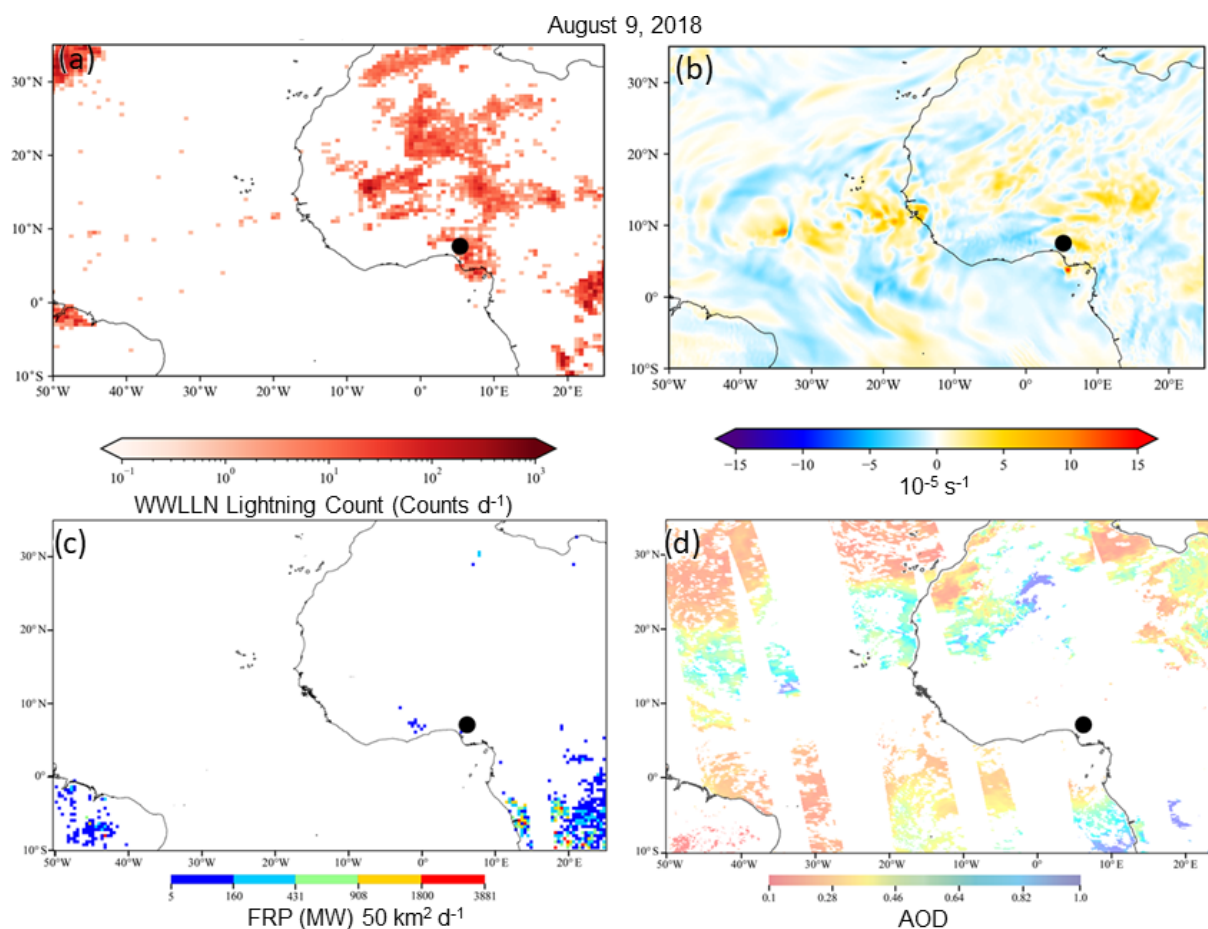 August 9, 2018
(a)
(b)
30°N
20°N
10°N
0°
10°S
50°W 40°W 30°W 20°W 10°W 0° 10°E 20°E
30°N
20°N
10°N
0°
10°S
50°W 40°W 30°W 20°W 10°W 0° 10°E 20°E
10⁻¹ 10⁰ 10¹ 10² 10³
WWLLN Lightning Count (Counts d⁻¹)
−15 −10 −5 0 5 10 15
10⁻⁵ s⁻¹
(c)
(d)
30°N
20°N
10°N
0°
10°S
50°W 40°W 30°W 20°W 10°W 0° 10°E 20°E
30°N
20°N
10°N
0°
10°S
50°W 40°W 30°W 20°W 10°W 0° 10°E 20°E
5 160 431 908 1800 3881
FRP (MW) 50 km² d⁻¹
0.1 0.28 0.46 0.64 0.82 1.0
AOD